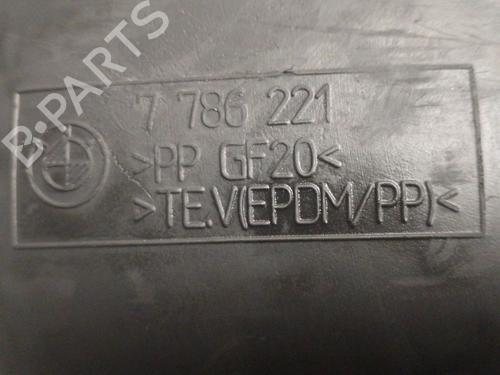 B-PARTS
7 786 221
>PP GF20<
>TE.V(EPDM/PP)<